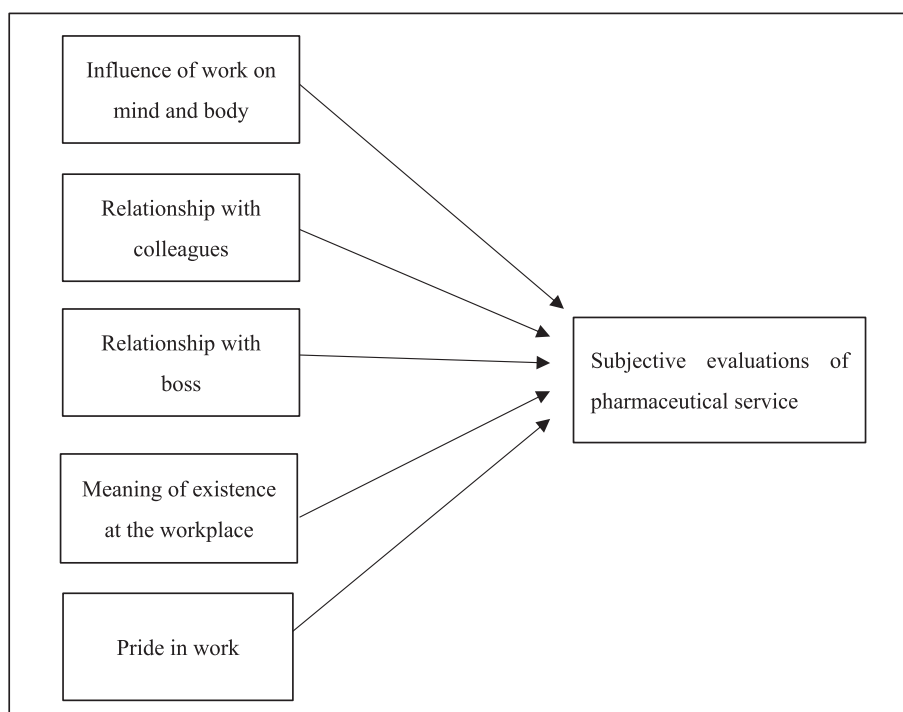 Influence of work on
mind and body
Relationship with
colleagues
Relationship with
boss
Meaning of existence
at the workplace
Pride in work
Subjective evaluations of
pharmaceutical service